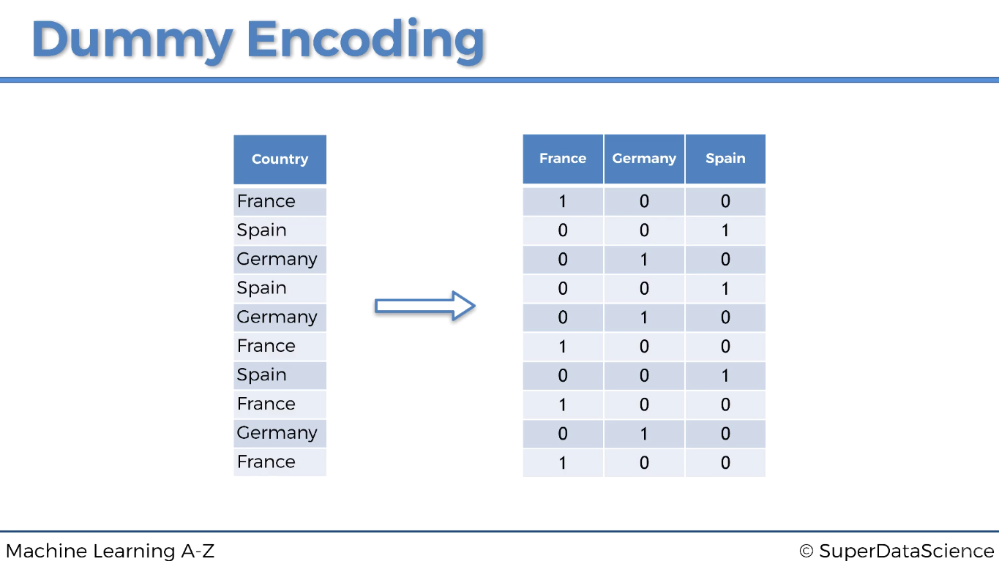 Dummy Encoding
Country
France
Spain
Germany
Spain
Germany
France
Spain
France
Germany
France
France Germany Spain
1 0 0
0 0 1
0 1 0
0 0 1
0 1 0
1 0 0
0 0 1
1 0 0
0 1 0
1 0 0
Machine Learning A-Z
© SuperDataScience